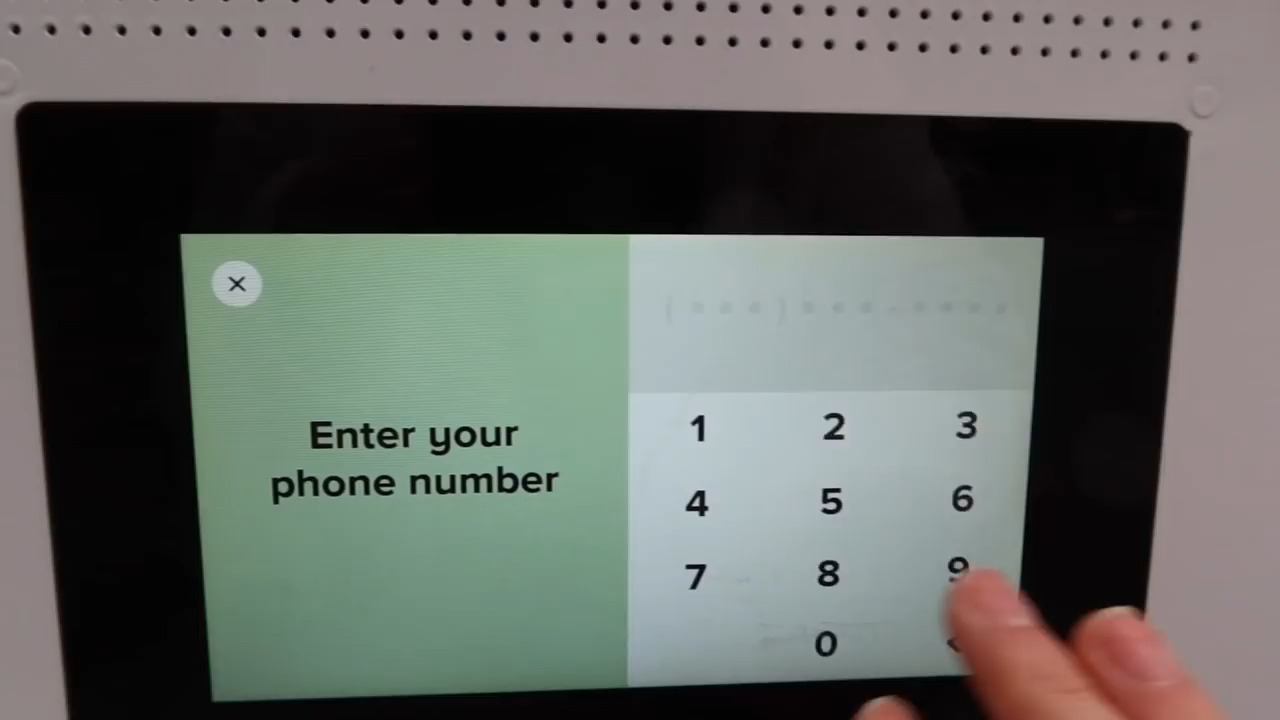 ×
Enter your
phone number
(•••)•••-••••
1 2 3
4 5 6
7 8 9
0 <